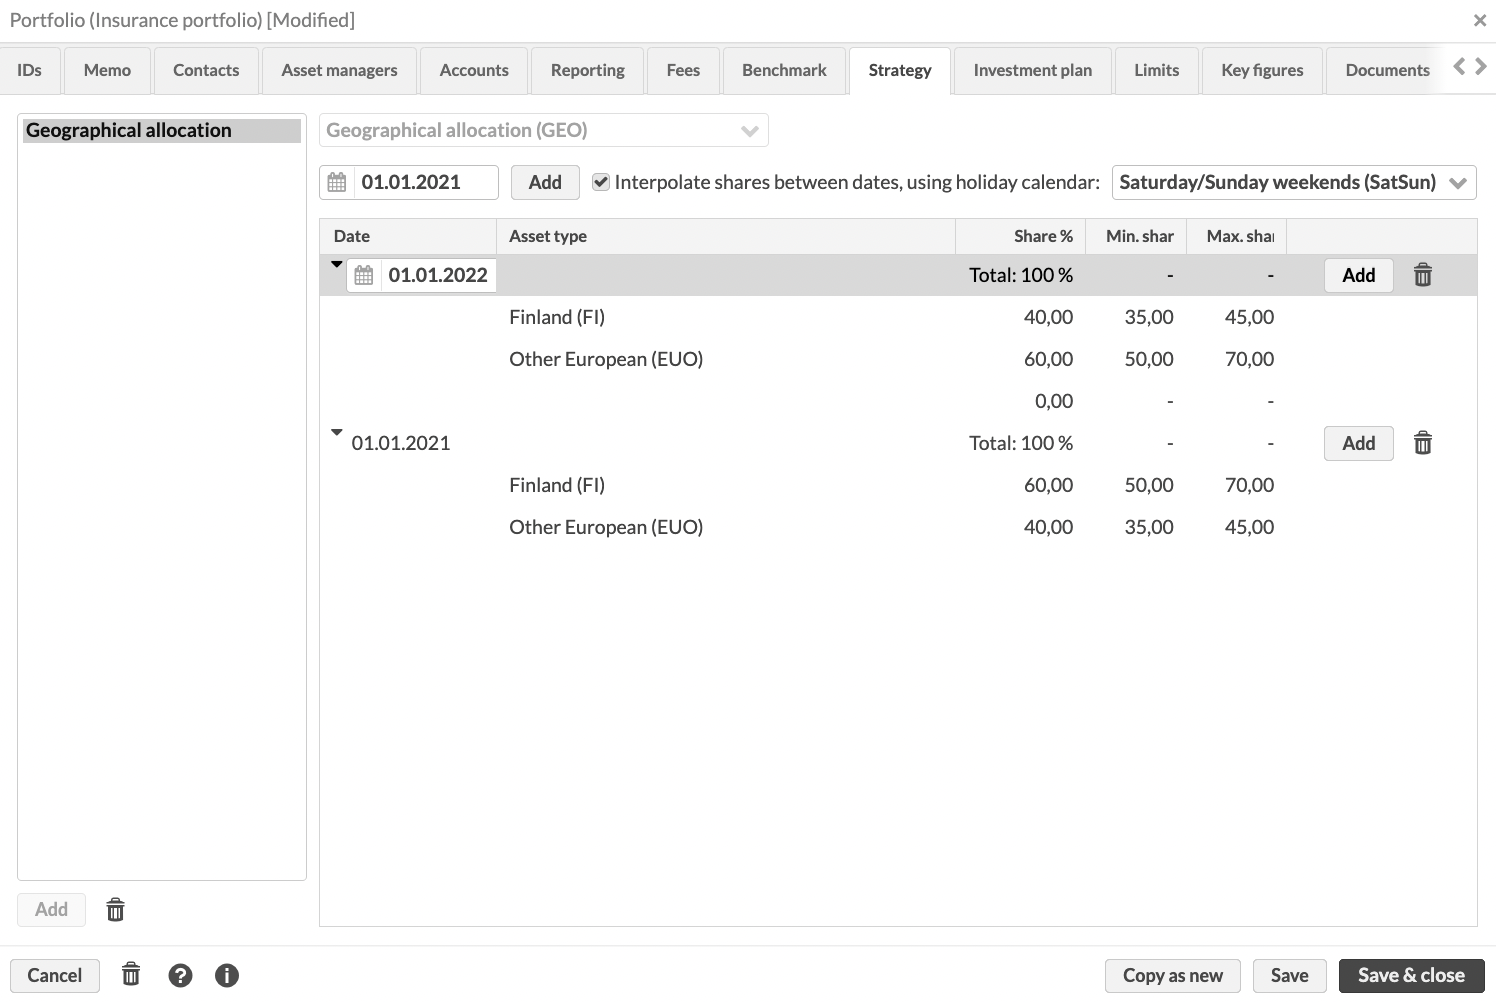 Portfolio (Insurance portfolio) [Modified]
IDs Memo Contacts Asset managers Accounts Reporting Fees Benchmark Strategy Investment plan Limits Key figures Documents
Geographical allocation
Geographical allocation (GEO)
01.01.2021 Add Interpolate shares between dates, using holiday calendar: Saturday/Sunday weekends (SatSun)
Date Asset type Share % Min. shar Max. shar
01.01.2022 Total: 100 % - - Add
Finland (FI) 40,00 35,00 45,00
Other European (EUO) 60,00 50,00 70,00
0,00 - -
01.01.2021 Total: 100 % - - Add
Finland (FI) 60,00 50,00 70,00
Other European (EUO) 40,00 35,00 45,00
Add
Cancel Copy as new Save Save & close